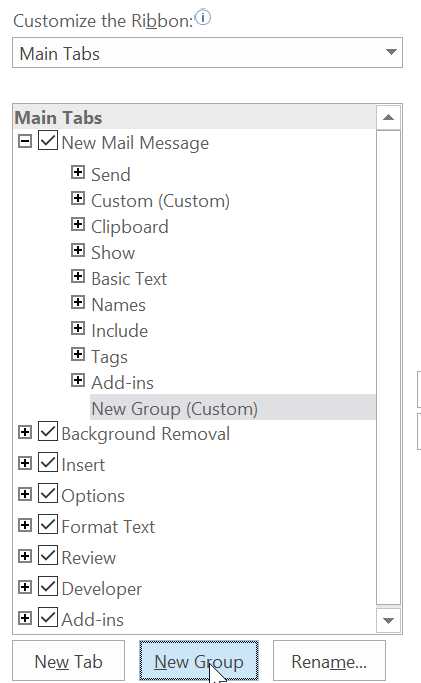 Customize the Ribbon:
Main Tabs
Main Tabs
New Mail Message
Send
Custom (Custom)
Clipboard
Show
Basic Text
Names
Include
Tags
Add-ins
New Group (Custom)
Background Removal
Insert
Options
Format Text
Review
Developer
Add-ins
New Tab New Group Rename...